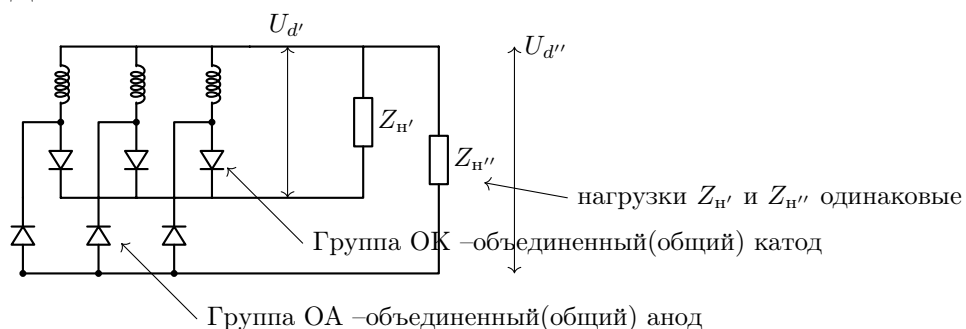 U_{d'}
U_{d''}
Z_{н'}
Z_{н''}
нагрузки Z_{н'} и Z_{н''} одинаковые
Группа ОК –объединенный(общий) катод
Группа ОА –объединенный(общий) анод